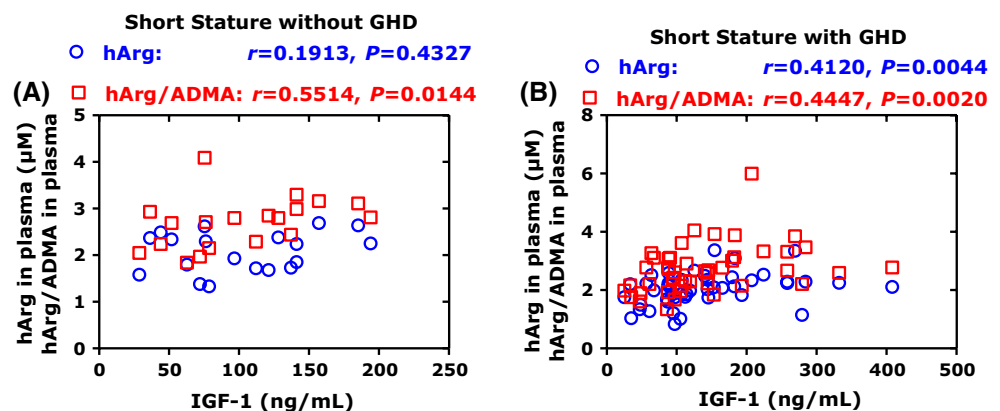 Short Stature without GHD
hArg: r=0.1913, P=0.4327
(A)
hArg/ADMA: r=0.5514, P=0.0144
5
4
3
2
1
0
0 50 100 150 200 250
hArg in plasma (µM)
hArg/ADMA in plasma
IGF-1 (ng/mL)
Short Stature with GHD
hArg: r=0.4120, P=0.0044
(B)
hArg/ADMA: r=0.4447, P=0.0020
8
6
4
2
0
0 100 200 300 400 500
hArg in plasma (µM)
hArg/ADMA in plasma
IGF-1 (ng/mL)